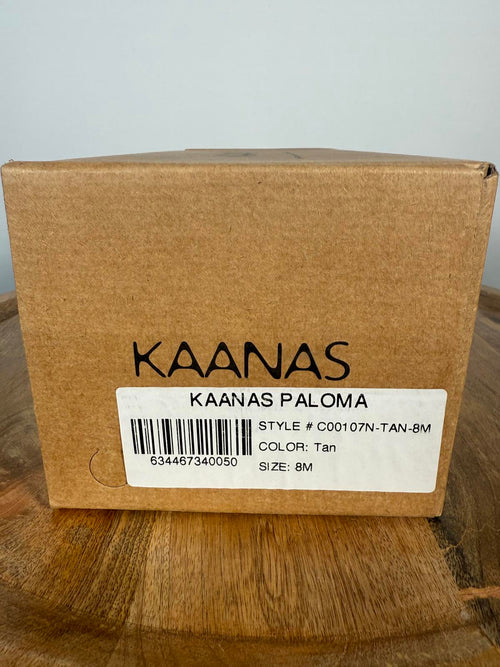 KAANAS
KAANAS PALOMA
STYLE # C00107N-TAN-8M
COLOR: Tan
634467340050
SIZE: 8M